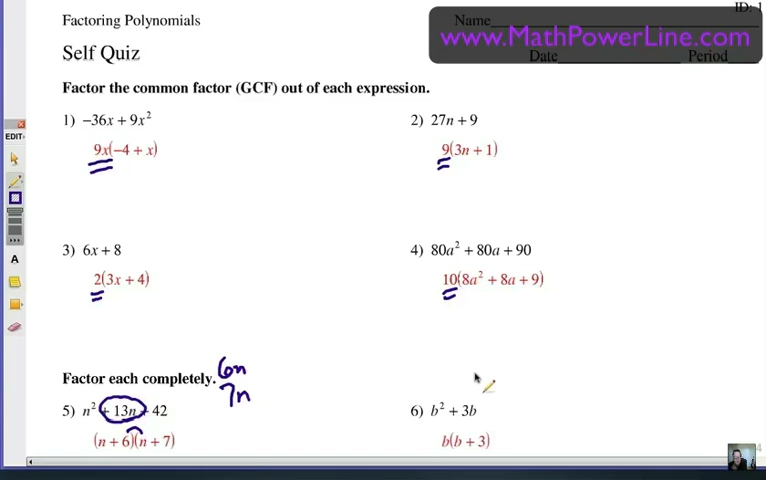 ID: 1
Factoring Polynomials
Name
www.MathPowerLine.com
Self Quiz
Date Period
Factor the common factor (GCF) out of each expression.
EDIT
1) −36x + 9x² 2) 27n + 9
9x(−4 + x) 9(3n + 1)
3) 6x + 8 4) 80a² + 80a + 90
A
2(3x + 4) 10(8a² + 8a + 9)
6n
Factor each completely.
7n
5) n² + 13n + 42 6) b² + 3b
(n + 6)(n + 7) b(b + 3)